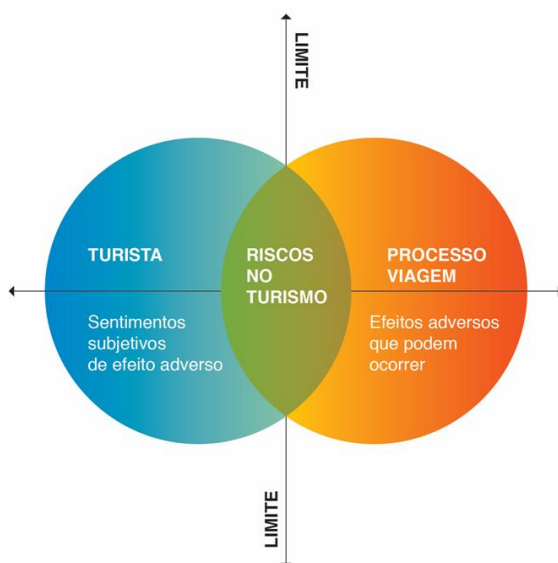 LIMITE
TURISTA
Sentimentos
subjetivos
de efeito adverso
RISCOS
NO
TURISMO
PROCESSO
VIAGEM
Efeitos adversos
que podem
ocorrer
LIMITE